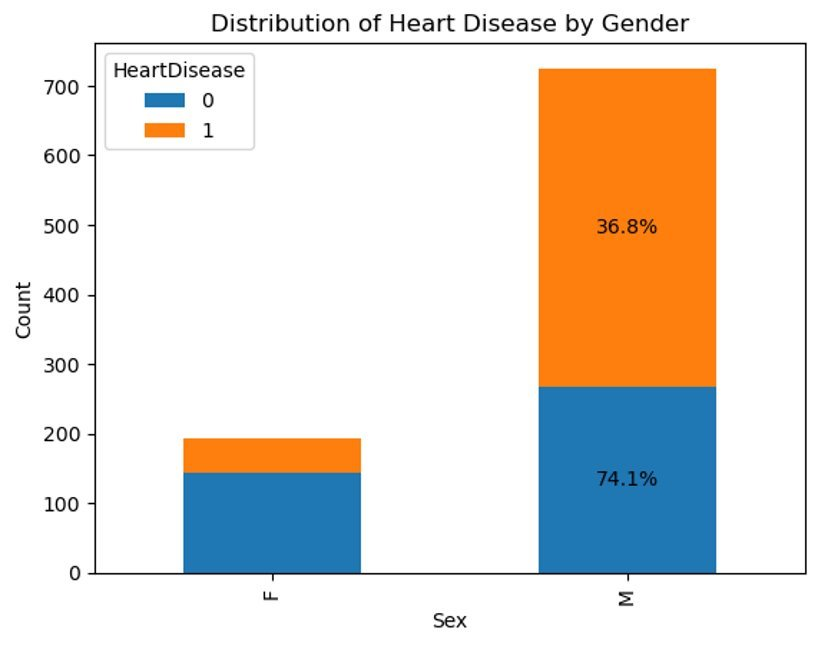 Distribution of Heart Disease by Gender
HeartDisease
0
1
700
600
500
400
300
200
100
0
Count
36.8%
74.1%
F
M
Sex